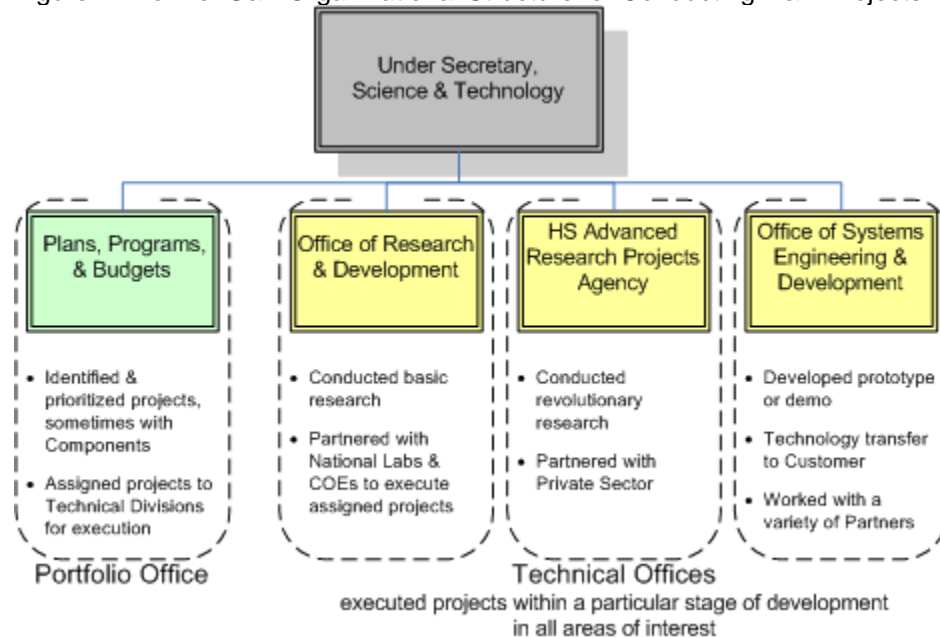 Under Secretary,
Science & Technology
Plans, Programs,
& Budgets
Office of Research
& Development
HS Advanced
Research Projects
Agency
Office of Systems
Engineering &
Development
• Identified &
prioritized projects,
sometimes with
Components
• Assigned projects to
Technical Divisions
for execution
• Conducted basic
research
• Partnered with
National Labs &
COEs to execute
assigned projects
• Conducted
revolutionary
research
• Partnered with
Private Sector
• Developed prototype
or demo
• Technology transfer
to Customer
• Worked with a
variety of Partners
Portfolio Office
Technical Offices
executed projects within a particular stage of development
in all areas of interest